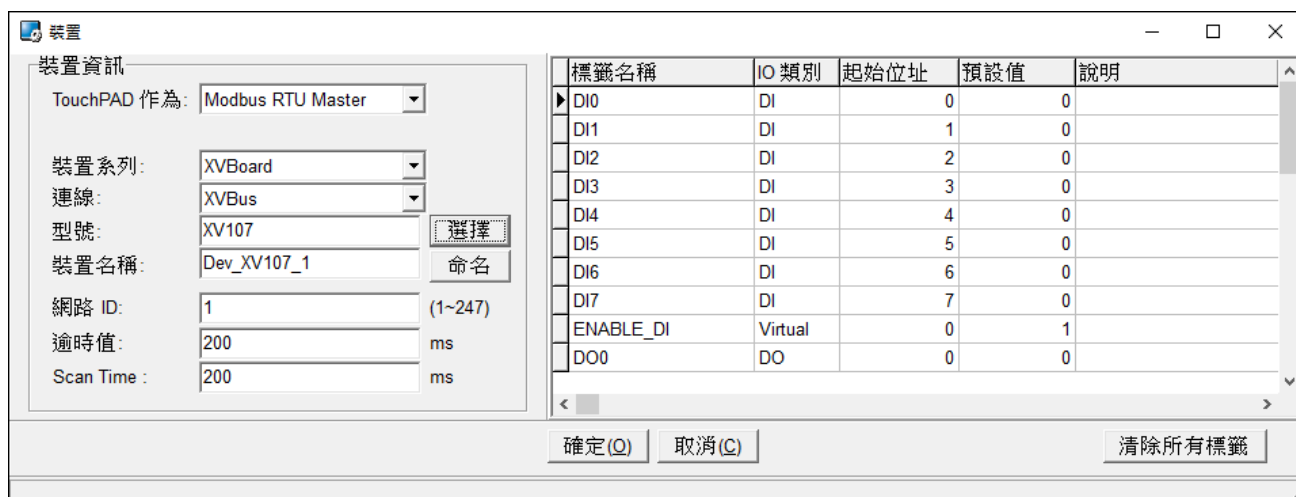 裝置
裝置資訊
TouchPAD 作為: Modbus RTU Master
裝置系列: XVBoard
連線: XVBus
型號: XV107 選擇
裝置名稱: Dev_XV107_1 命名
網路 ID: 1 (1~247)
逾時值: 200 ms
Scan Time : 200 ms
標籤名稱 IO 類別 起始位址 預設值 說明
DI0 DI 0 0
DI1 DI 1 0
DI2 DI 2 0
DI3 DI 3 0
DI4 DI 4 0
DI5 DI 5 0
DI6 DI 6 0
DI7 DI 7 0
ENABLE_DI Virtual 0 1
DO0 DO 0 0
確定(O) 取消(C) 清除所有標籤